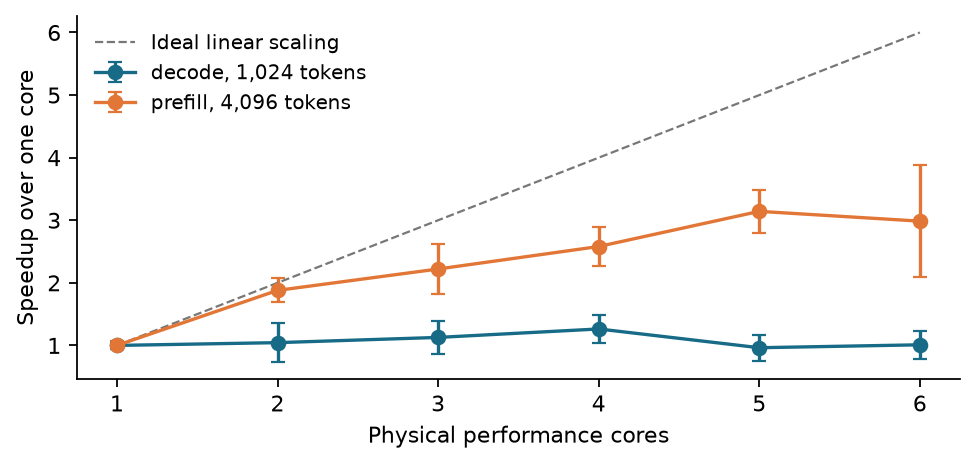 Ideal linear scaling
decode, 1,024 tokens
prefill, 4,096 tokens
Speedup over one core
6
5
4
3
2
1
1 2 3 4 5 6
Physical performance cores